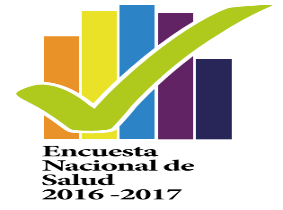 Encuesta
Nacional de
Salud
2016 -2017